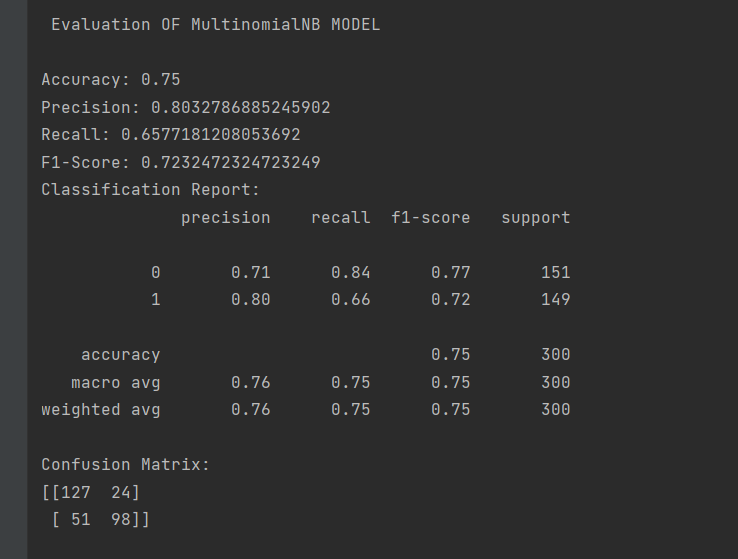 Evaluation OF MultinomialNB MODEL
Accuracy: 0.75
Precision: 0.8032786885245902
Recall: 0.6577181208053692
F1-Score: 0.7232472324723249
Classification Report:
precision recall f1-score support
0 0.71 0.84 0.77 151
1 0.80 0.66 0.72 149
accuracy 0.75 300
macro avg 0.76 0.75 0.75 300
weighted avg 0.76 0.75 0.75 300
Confusion Matrix:
[[127 24]
[ 51 98]]